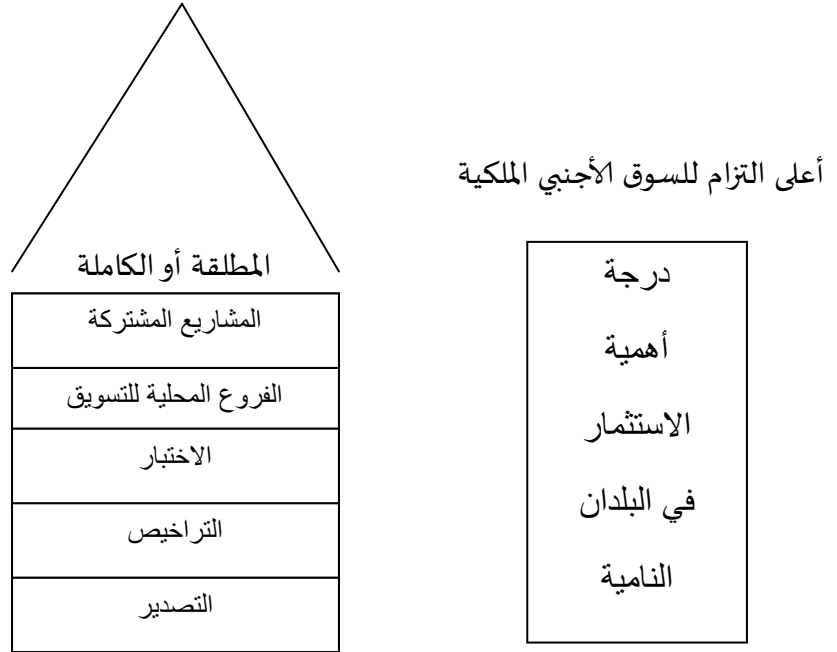 أعلى التزام للسوق الأجنبي الملكية
المطلقة أو الكاملة
المشاريع المشتركة
الفروع المحلية للتسويق
الاختبار
التراخيص
التصدير
درجة
أهمية
الاستثمار
في البلدان
النامية